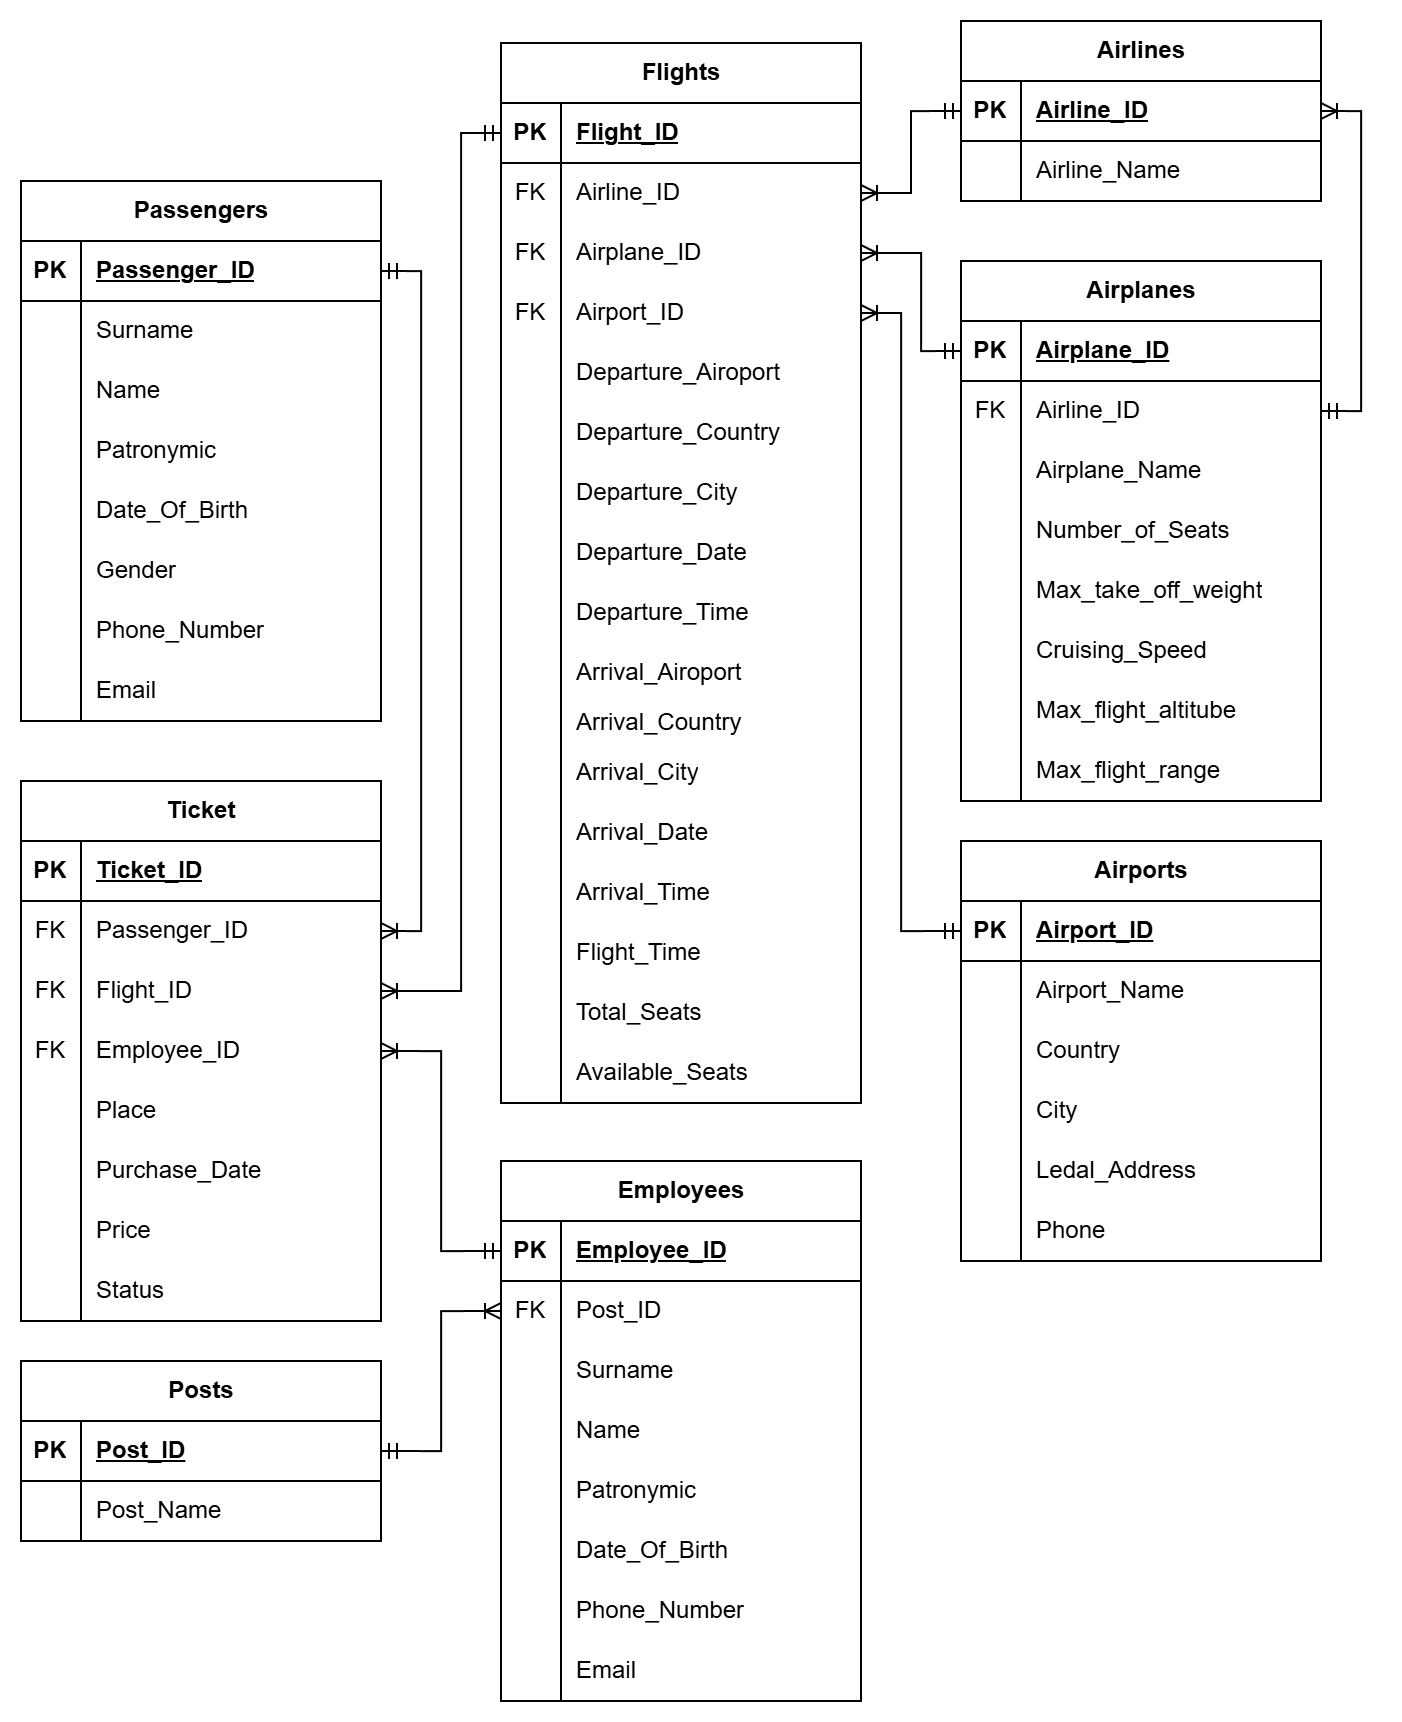 Passengers
PK Passenger_ID
Surname
Name
Patronymic
Date_Of_Birth
Gender
Phone_Number
Email
Ticket
PK Ticket_ID
FK Passenger_ID
FK Flight_ID
FK Employee_ID
Place
Purchase_Date
Price
Status
Posts
PK Post_ID
Post_Name
Flights
PK Flight_ID
FK Airline_ID
FK Airplane_ID
FK Airport_ID
Departure_Airoport
Departure_Country
Departure_City
Departure_Date
Departure_Time
Arrival_Airoport
Arrival_Country
Arrival_City
Arrival_Date
Arrival_Time
Flight_Time
Total_Seats
Available_Seats
Employees
PK Employee_ID
FK Post_ID
Surname
Name
Patronymic
Date_Of_Birth
Phone_Number
Email
Airlines
PK Airline_ID
Airline_Name
Airplanes
PK Airplane_ID
FK Airline_ID
Airplane_Name
Number_of_Seats
Max_take_off_weight
Cruising_Speed
Max_flight_altitube
Max_flight_range
Airports
PK Airport_ID
Airport_Name
Country
City
Ledal_Address
Phone